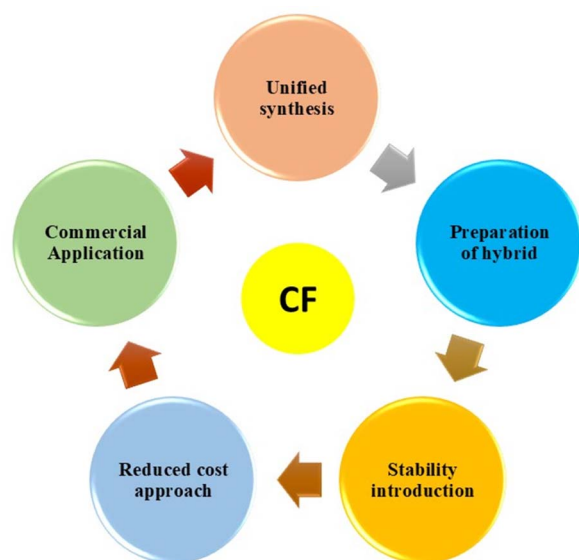 Unified
synthesis
Preparation
of hybrid
Stability
introduction
Reduced cost
approach
Commercial
Application
CF